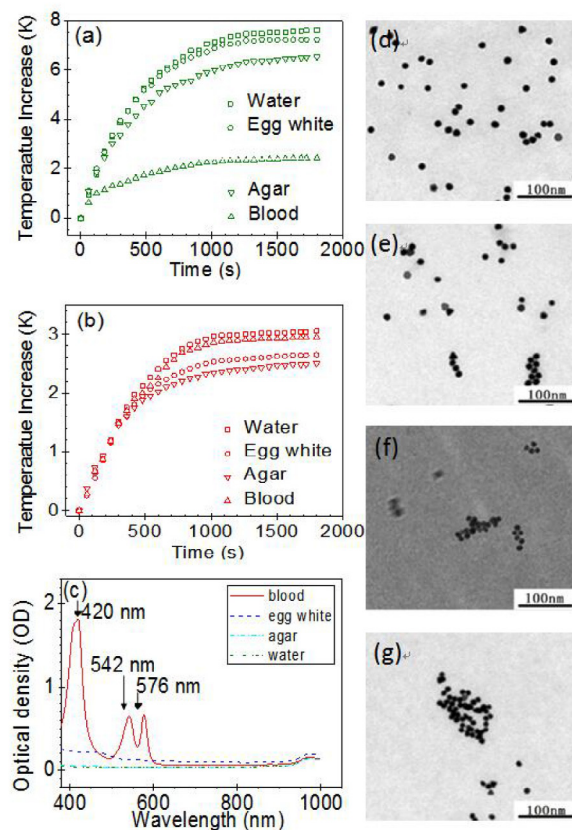 (a)
Temperaatue Increase (K)
8
6
4
2
0
Water
Egg white
Agar
Blood
0 500 1000 1500 2000
Time (s)
(b)
Temperaatue Increase (K)
3
2
1
0
Water
Egg white
Agar
Blood
0 500 1000 1500 2000
Time (s)
(c)
Optical density (OD)
2
1
0
420 nm
542 nm
576 nm
blood
egg white
agar
water
400 600 800 1000
Wavelength (nm)
(d)
100nm
(e)
100nm
(f)
100nm
(g)
100nm